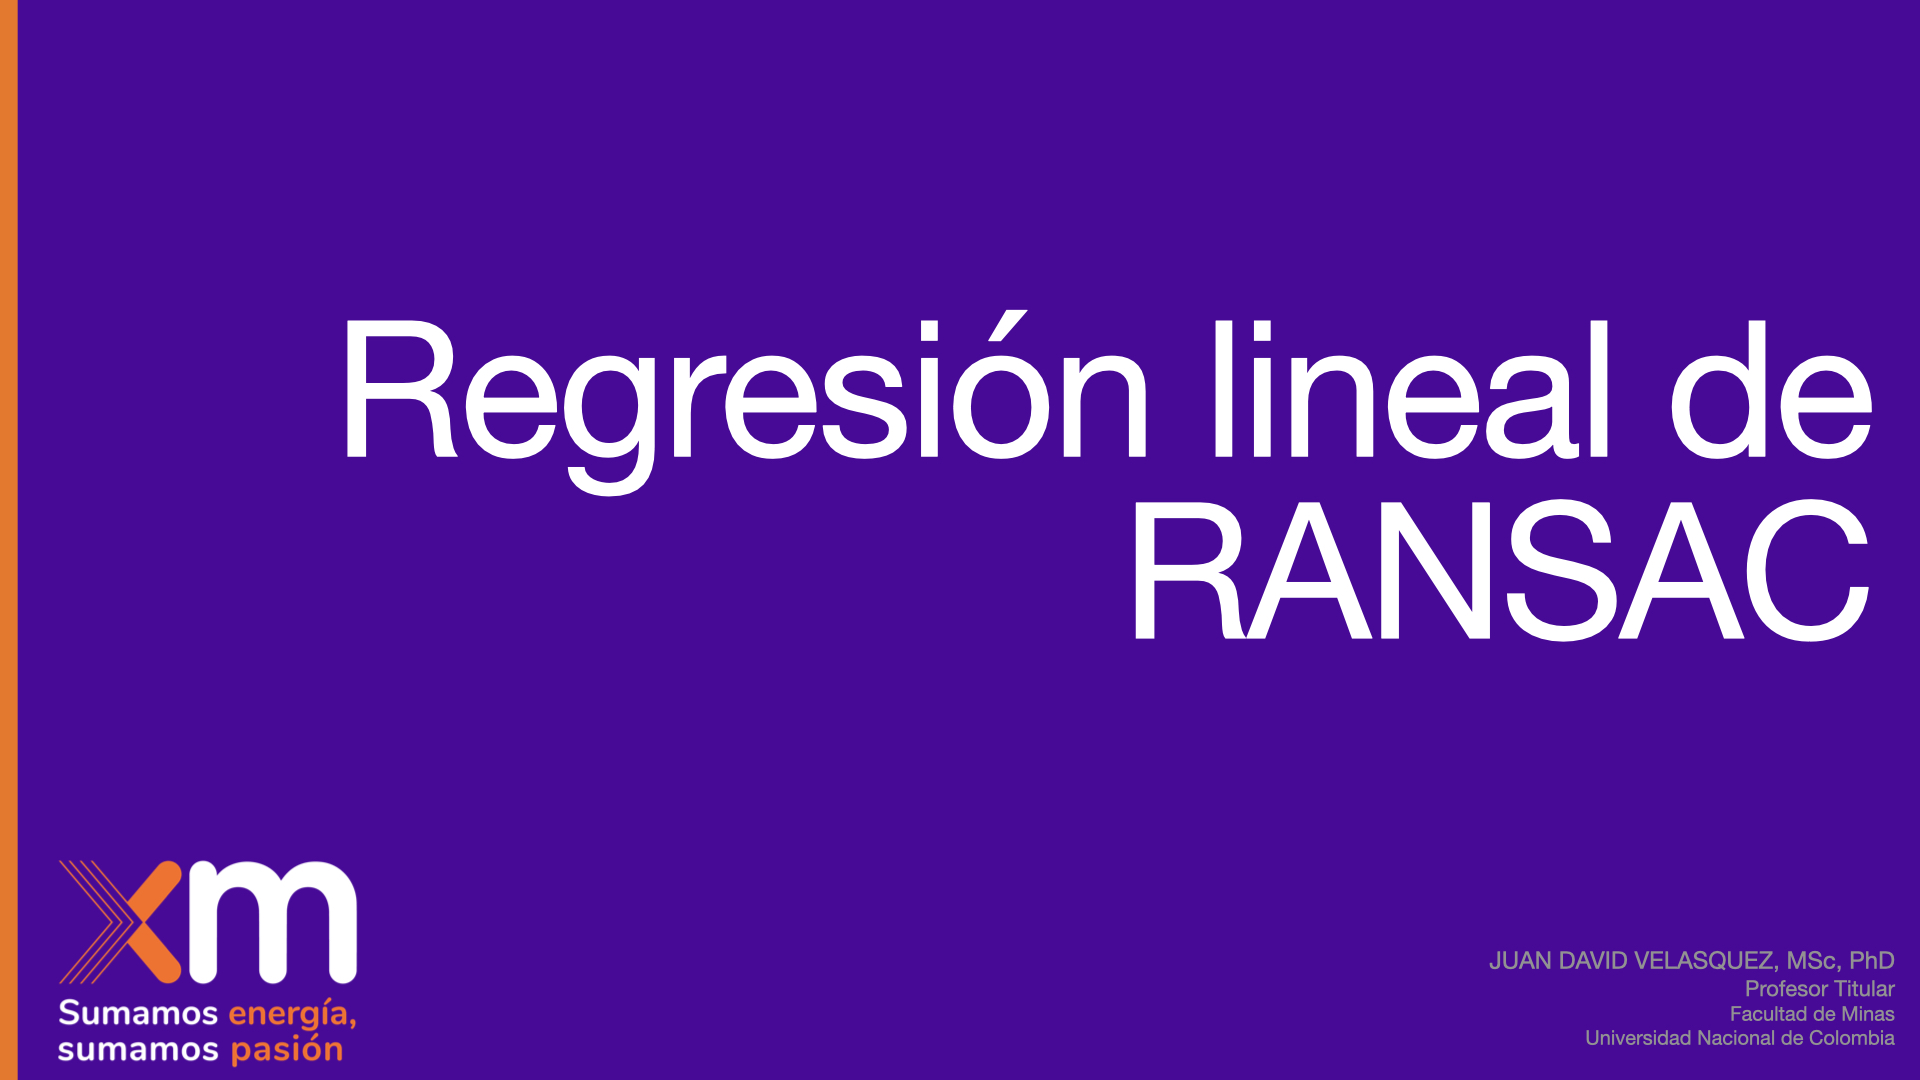 Regresión lineal de
RANSAC
xm
Sumamos energía,
sumamos pasión
JUAN DAVID VELASQUEZ, MSc, PhD
Profesor Titular
Facultad de Minas
Universidad Nacional de Colombia